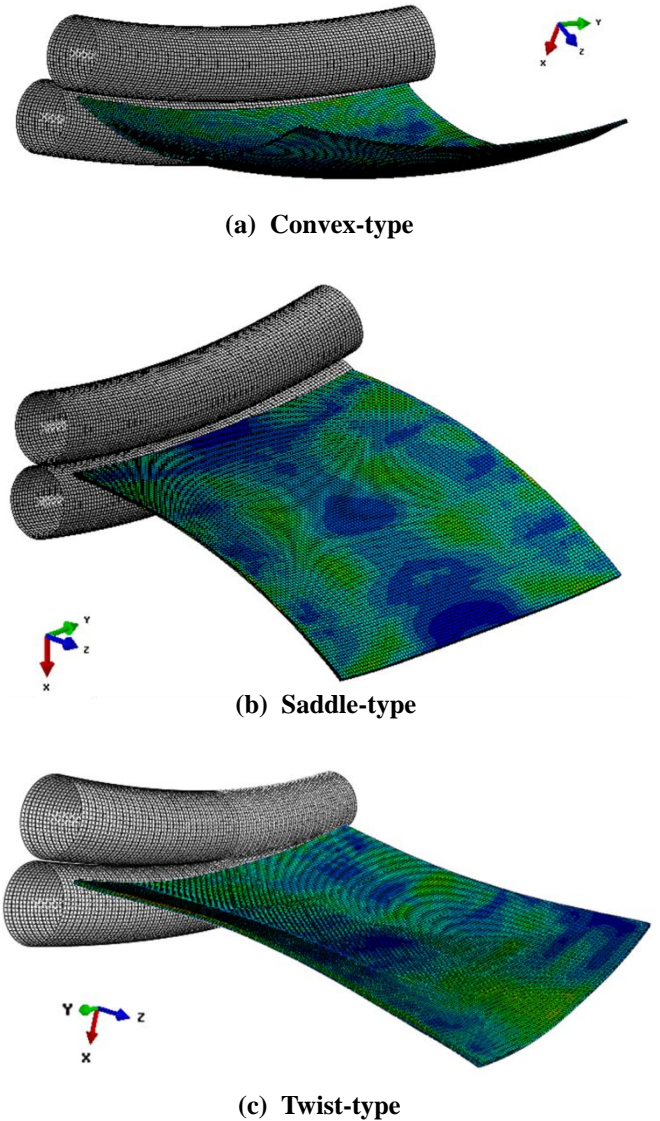 Y
X
Z
(a) Convex-type
Y
Z
X
(b) Saddle-type
Y
Z
X
(c) Twist-type